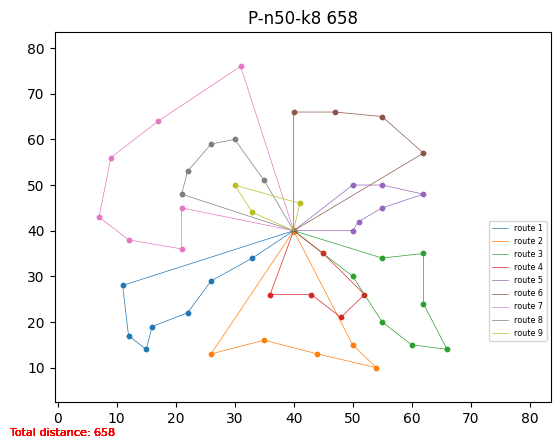 P-n50-k8 658
80
70
60
50
40
30
20
10
0 10 20 30 40 50 60 70 80
route 1
route 2
route 3
route 4
route 5
route 6
route 7
route 8
route 9
Total distance: